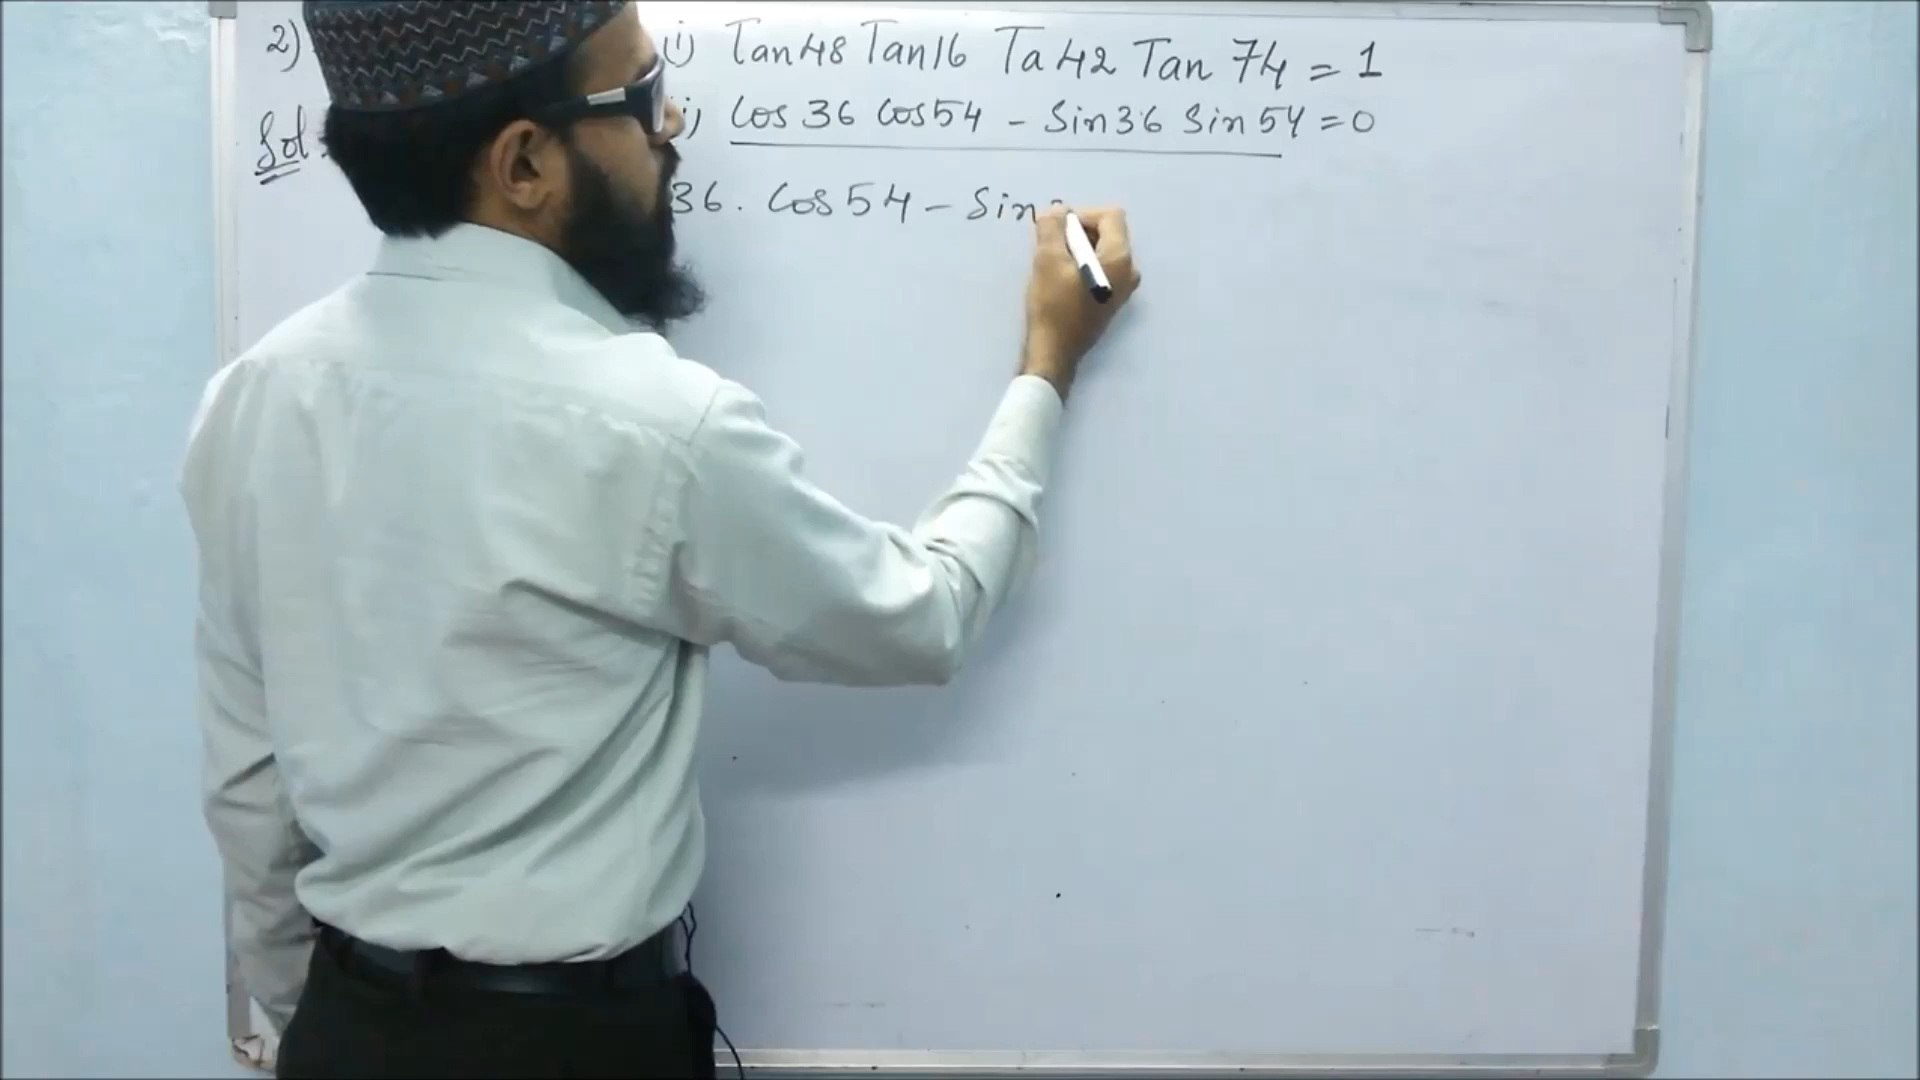 2) i) Tan48 Tan16 Ta42 Tan 74 = 1
i) Cos 36 Cos54 - Sin36 Sin 54 = 0
Sol
36. Cos 54 - Sin